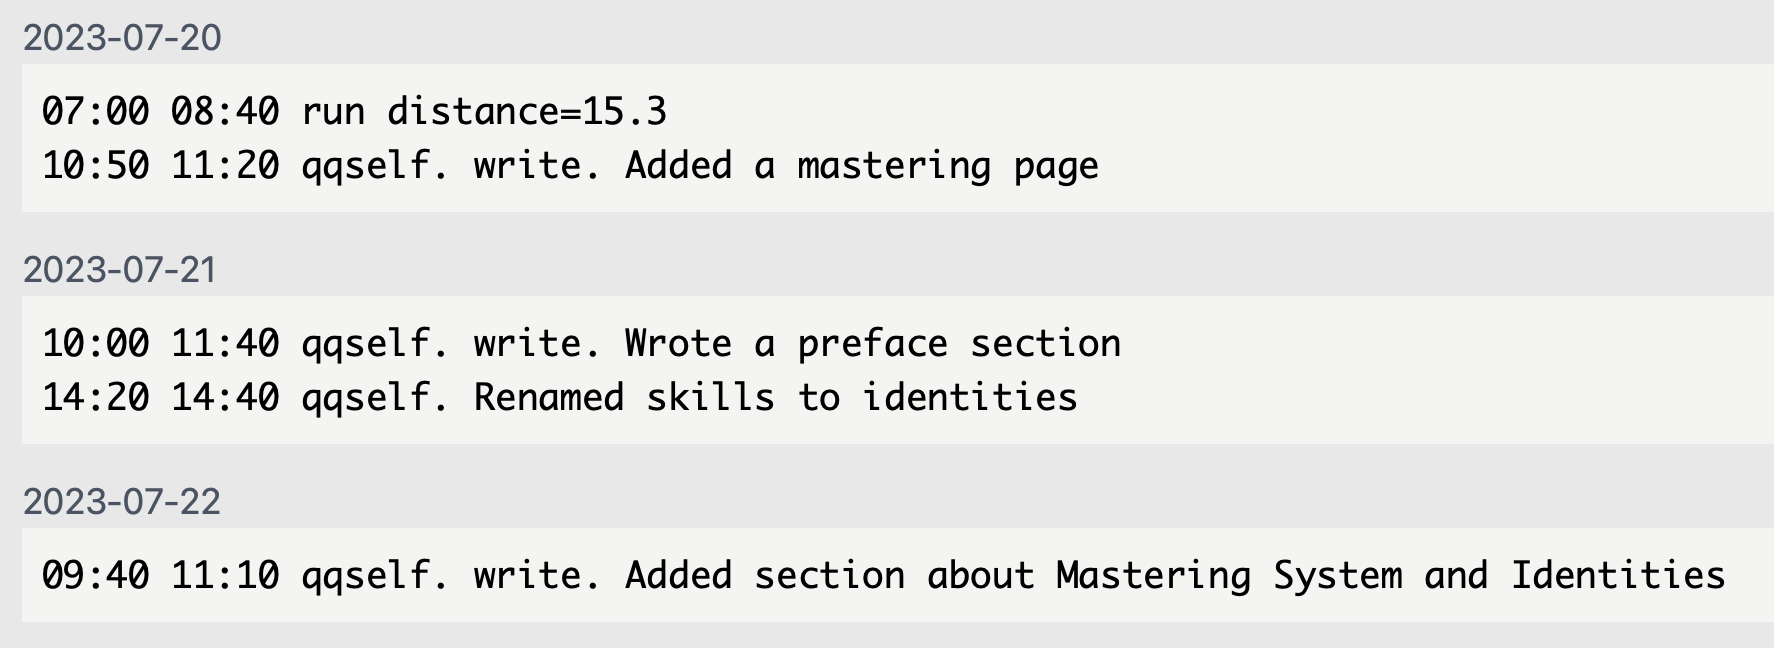 2023-07-20
07:00 08:40 run distance=15.3
10:50 11:20 qqself. write. Added a mastering page
2023-07-21
10:00 11:40 qqself. write. Wrote a preface section
14:20 14:40 qqself. Renamed skills to identities
2023-07-22
09:40 11:10 qqself. write. Added section about Mastering System and Identities